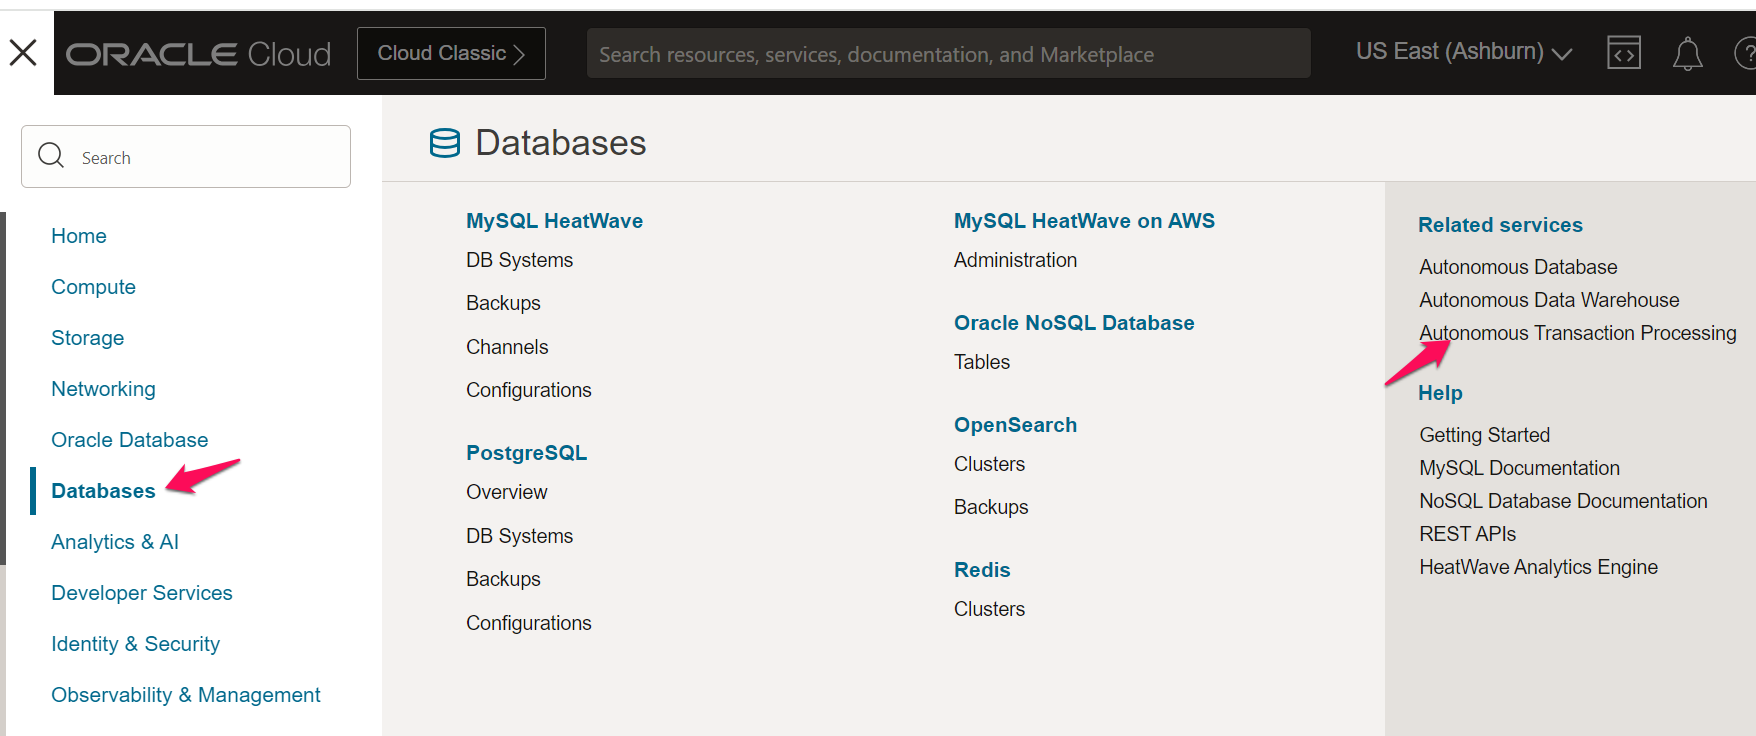 ORACLE Cloud
Cloud Classic
Search resources, services, documentation, and Marketplace
US East (Ashburn)
?
Search
Home
Compute
Storage
Networking
Oracle Database
Databases
Analytics & AI
Developer Services
Identity & Security
Observability & Management
Databases
MySQL HeatWave
DB Systems
Backups
Channels
Configurations
PostgreSQL
Overview
DB Systems
Backups
Configurations
MySQL HeatWave on AWS
Administration
Oracle NoSQL Database
Tables
OpenSearch
Clusters
Backups
Redis
Clusters
Related services
Autonomous Database
Autonomous Data Warehouse
Autonomous Transaction Processing
Help
Getting Started
MySQL Documentation
NoSQL Database Documentation
REST APIs
HeatWave Analytics Engine